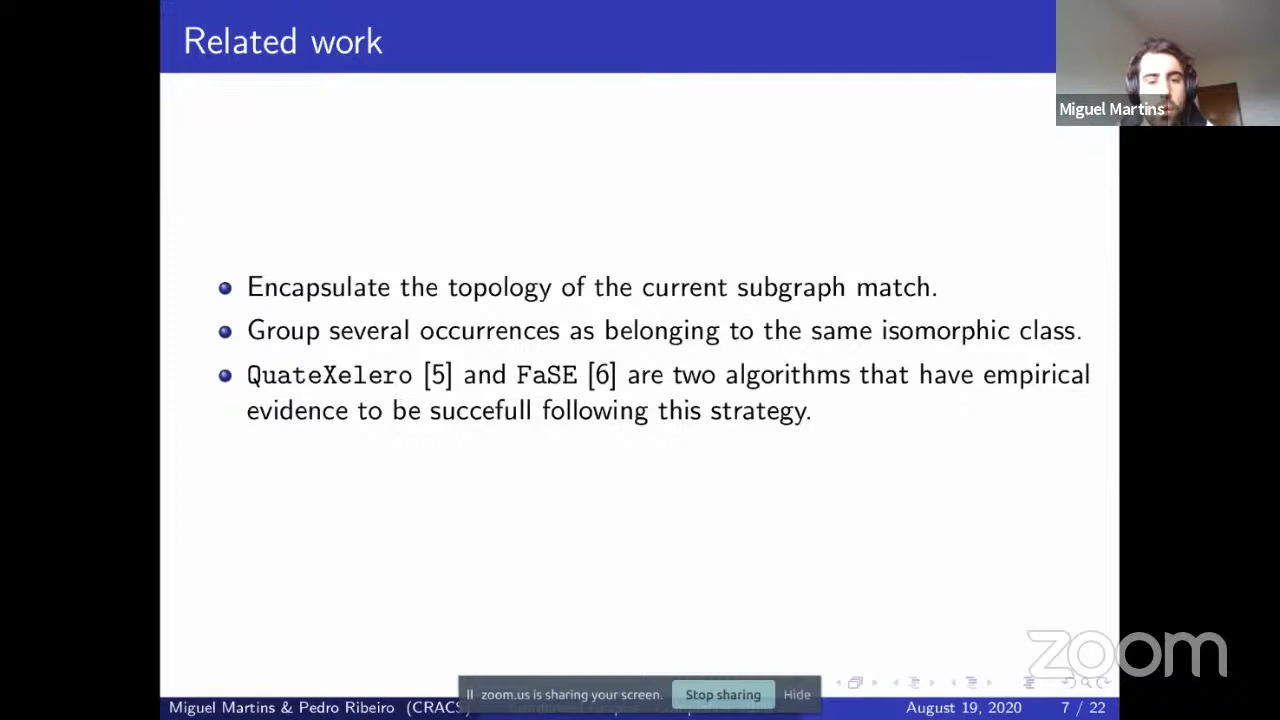 Related work
Miguel Martins
Encapsulate the topology of the current subgraph match.
Group several occurrences as belonging to the same isomorphic class.
QuateXelero [5] and FaSE [6] are two algorithms that have empirical
evidence to be succefull following this strategy.
zoom
zoom.us is sharing your screen. Stop sharing Hide
Miguel Martins & Pedro Ribeiro (CRACS August 19, 2020 7 / 22